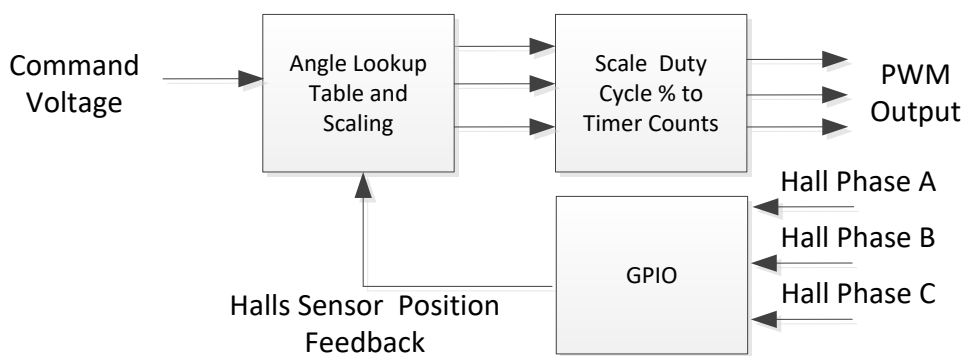 Command
Voltage
Angle Lookup
Table and
Scaling
Scale Duty
Cycle % to
Timer Counts
PWM
Output
Hall Phase A
Hall Phase B
Hall Phase C
GPIO
Halls Sensor Position
Feedback